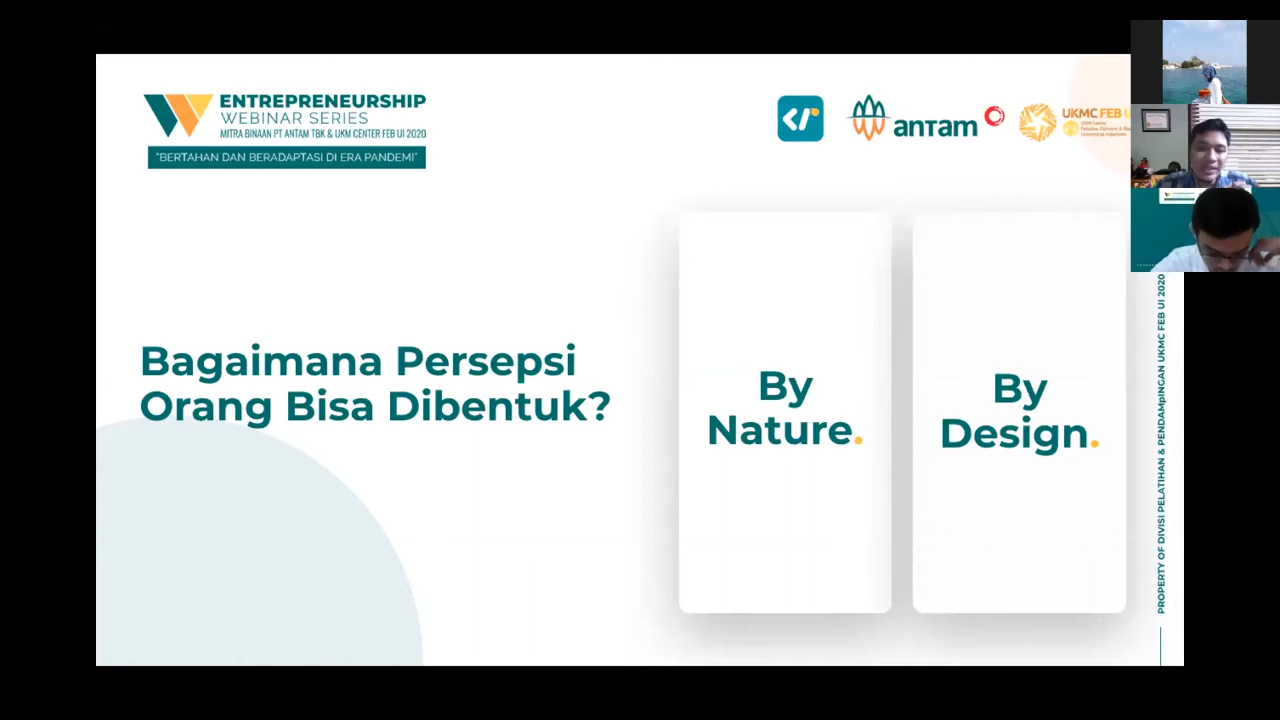 ENTREPRENEURSHIP
WEBINAR SERIES
MITRA BINAAN PT ANTAM TBK & UKM CENTER FEB UI 2020
"BERTAHAN DAN BERADAPTASI DI ERA PANDEMI"
antam
UKMC FEB U
Bagaimana Persepsi
Orang Bisa Dibentuk?
By
Nature.
By
Design.
PROPERTY OF DIVISI PELATIHAN & PENDAMpINGAN UKMC FEB UI 2020